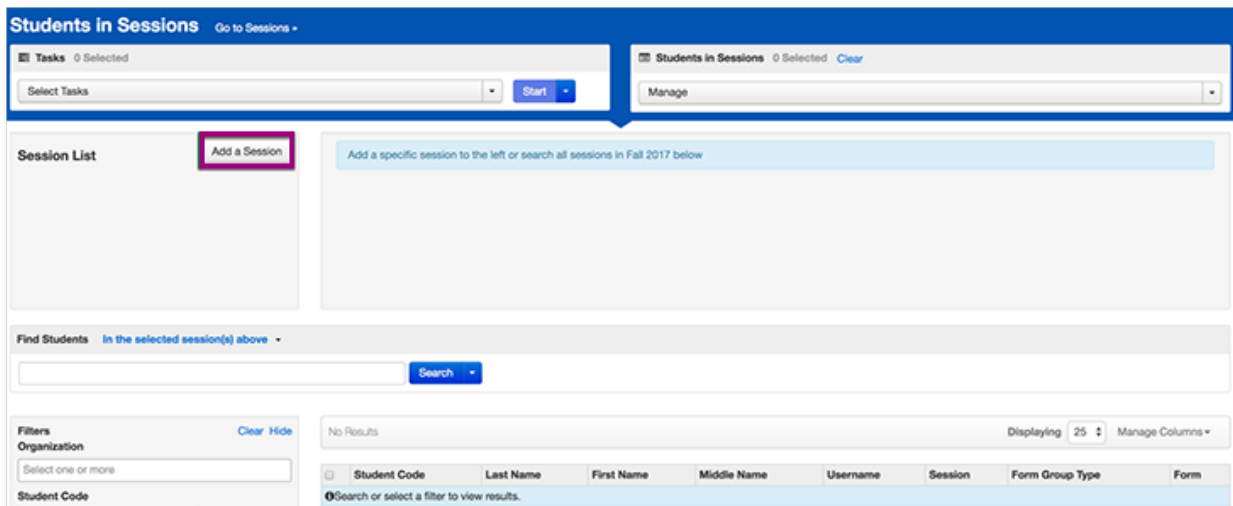 Students in Sessions Go to Sessions
Tasks 0 Selected
Select Tasks
Start
Students in Sessions 0 Selected Clear
Manage
Session List
Add a Session
Add a specific session to the left or search all sessions in Fall 2017 below
Find Students In the selected session(s) above
Search
Filters Clear Hide
Organization
Select one or more
Student Code
No Results Displaying 25 Manage Columns
Student Code Last Name First Name Middle Name Username Session Form Group Type Form
Search or select a filter to view results.